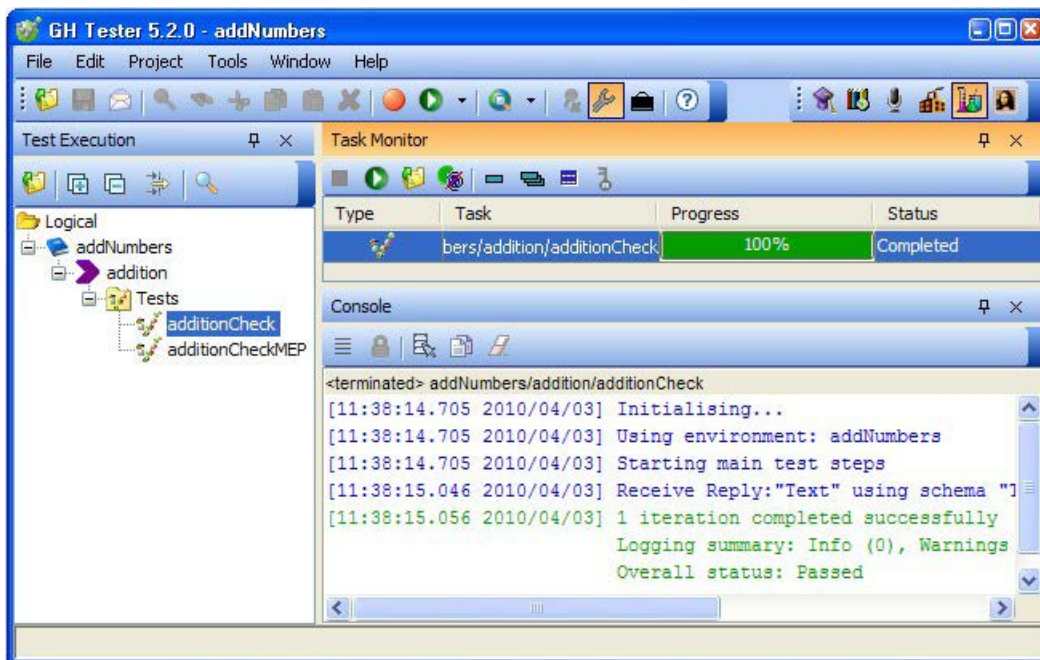 GH Tester 5.2.0 - addNumbers
File Edit Project Tools Window Help
Test Execution
Logical
addNumbers
addition
Tests
additionCheck
additionCheckMEP
Task Monitor
Type Task Progress Status
bers/addition/additionCheck 100% Completed
Console
<terminated> addNumbers/addition/additionCheck
[11:38:14.705 2010/04/03] Initialising...
[11:38:14.705 2010/04/03] Using environment: addNumbers
[11:38:14.705 2010/04/03] Starting main test steps
[11:38:15.046 2010/04/03] Receive Reply:"Text" using schema "
[11:38:15.056 2010/04/03] 1 iteration completed successfully
Logging summary: Info (0), Warnings
Overall status: Passed